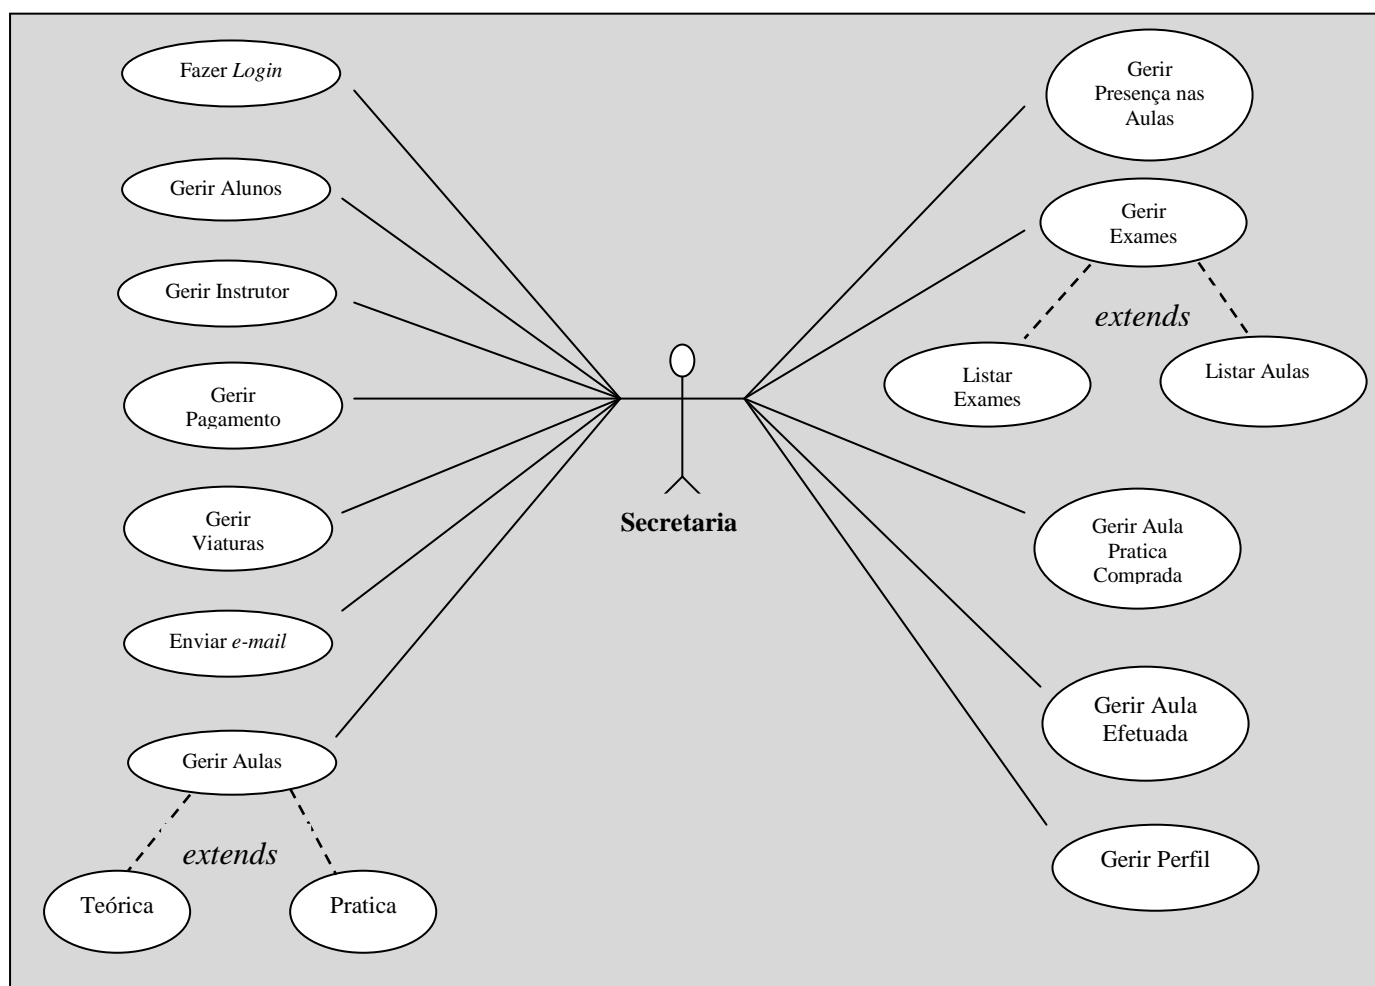 Fazer Login
Gerir Alunos
Gerir Instrutor
Gerir
Pagamento
Gerir
Viaturas
Enviar e-mail
Gerir Aulas
extends
Teórica
Pratica
Secretaria
Gerir
Presença nas
Aulas
Gerir
Exames
extends
Listar
Exames
Listar Aulas
Gerir Aula
Pratica
Comprada
Gerir Aula
Efetuada
Gerir Perfil